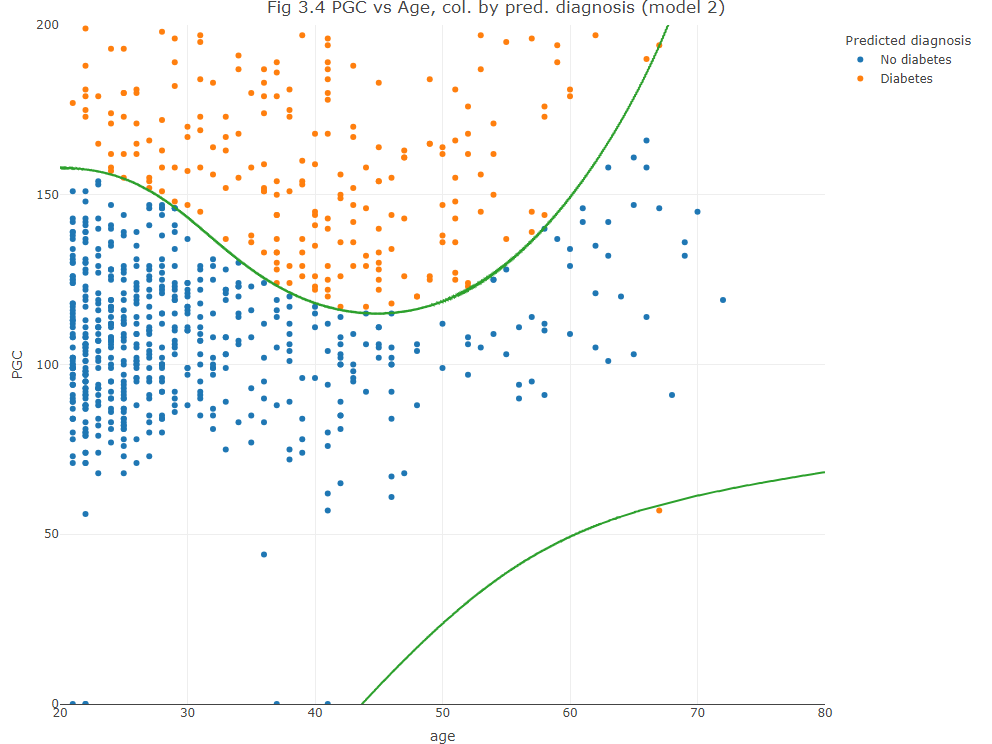 Fig 3.4 PGC vs Age, col. by pred. diagnosis (model 2)
Predicted diagnosis
No diabetes
Diabetes
200
150
100
50
0
PGC
20 30 40 50 60 70 80
age